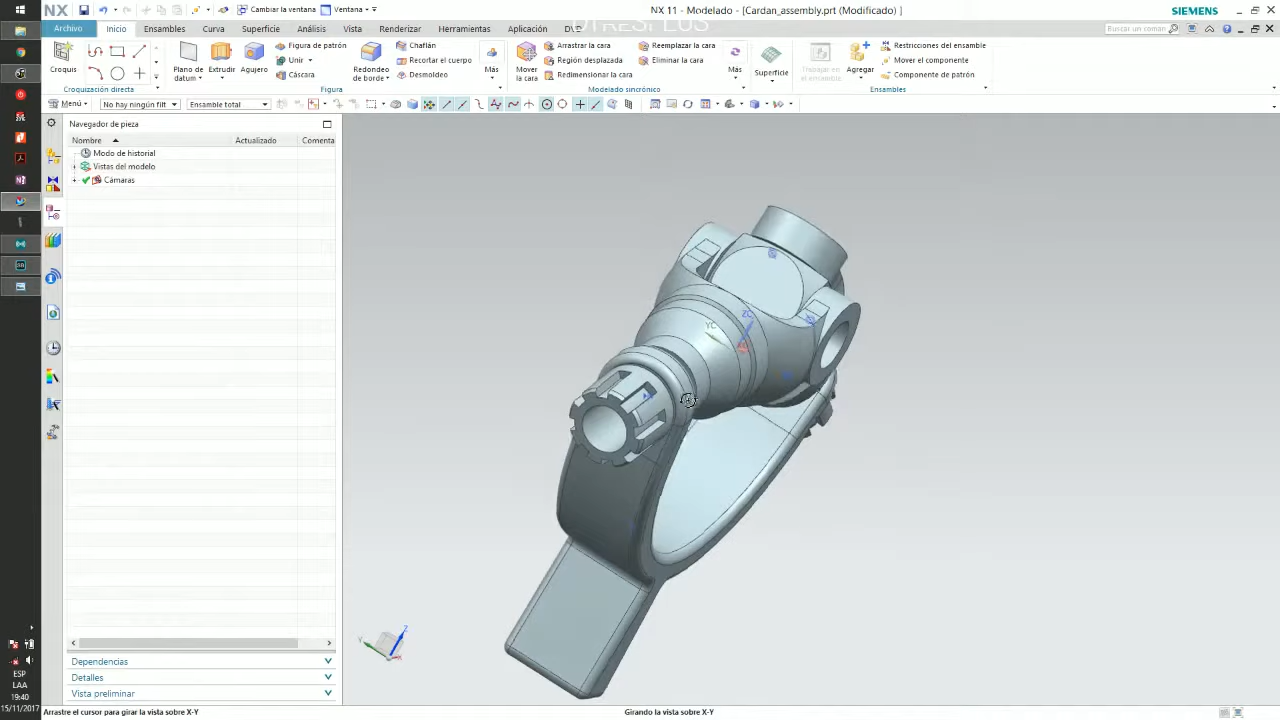 NX
Cambiar la ventana
Ventana
NX 11 - Modelado - [Cardan_assembly.prt (Modificado) ]
SIEMENS
Archivo
Inicio
Ensambles
Curva
Superficie
Análisis
Vista
Renderizar
Herramientas
Aplicación
Buscar un coman
Croquis
Plano de datum
Extrudir
Agujero
Figura de patrón
Unir
Cáscara
Redondeo de borde
Chaflán
Recortar el cuerpo
Desmoldeo
Más
Mover la cara
Arrastrar la cara
Región desplazada
Redimensionar la cara
Reemplazar la cara
Eliminar la cara
Más
Superficie
Trabajar en el ensamble
Agregar
Restricciones del ensamble
Mover el componente
Componente de patrón
Croquización directa
Figura
Modelado sincrónico
Ensambles
Menú
No hay ningún filt
Ensamble total
Navegador de pieza
Nombre
Actualizado
Comenta
Modo de historial
Vistas del modelo
Cámaras
ZC
YC
Z
Y
X
Dependencias
Detalles
Vista preliminar
ESP
LAA
19:40
15/11/2017
Arrastre el cursor para girar la vista sobre X-Y
Girando la vista sobre X-Y